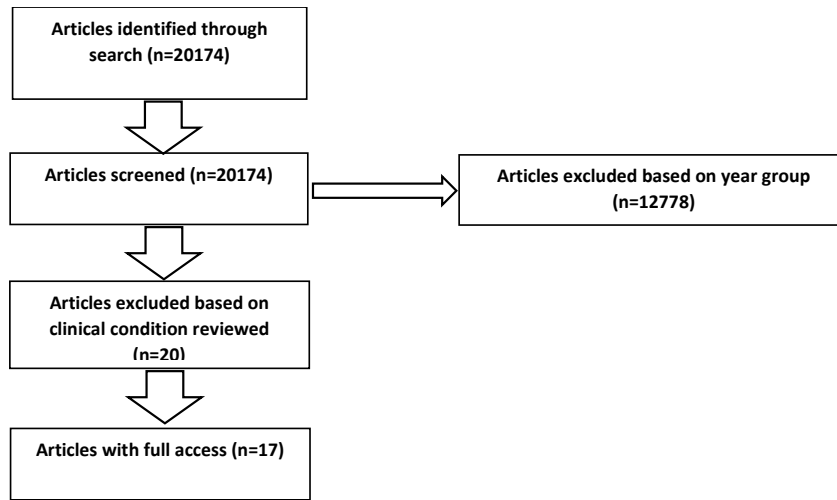 Articles identified through
search (n=20174)
Articles screened (n=20174)
Articles excluded based on year group
(n=12778)
Articles excluded based on
clinical condition reviewed
(n=20)
Articles with full access (n=17)